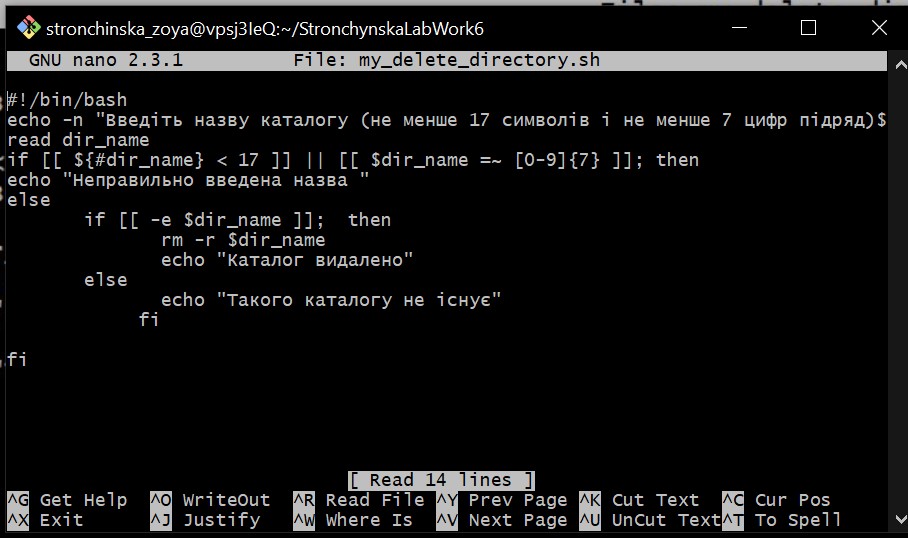 stronchinska_zoya@vpsj3IeQ:~/StronchynskaLabWork6
GNU nano 2.3.1 File: my_delete_directory.sh
#!/bin/bash
echo -n "Введіть назву каталогу (не менше 17 символів і не менше 7 цифр підряд)$
read dir_name
if [[ ${#dir_name} < 17 ]] || [[ $dir_name =~ [0-9]{7} ]]; then
echo "Неправильно введена назва "
else
if [[ -e $dir_name ]];  then
rm -r $dir_name
echo "Каталог видалено"
else
echo "Такого каталогу не існує"
fi
fi
[ Read 14 lines ]
^G Get Help ^O WriteOut ^R Read File ^Y Prev Page ^K Cut Text ^C Cur Pos
^X Exit ^J Justify ^W Where Is ^V Next Page ^U UnCut Text ^T To Spell